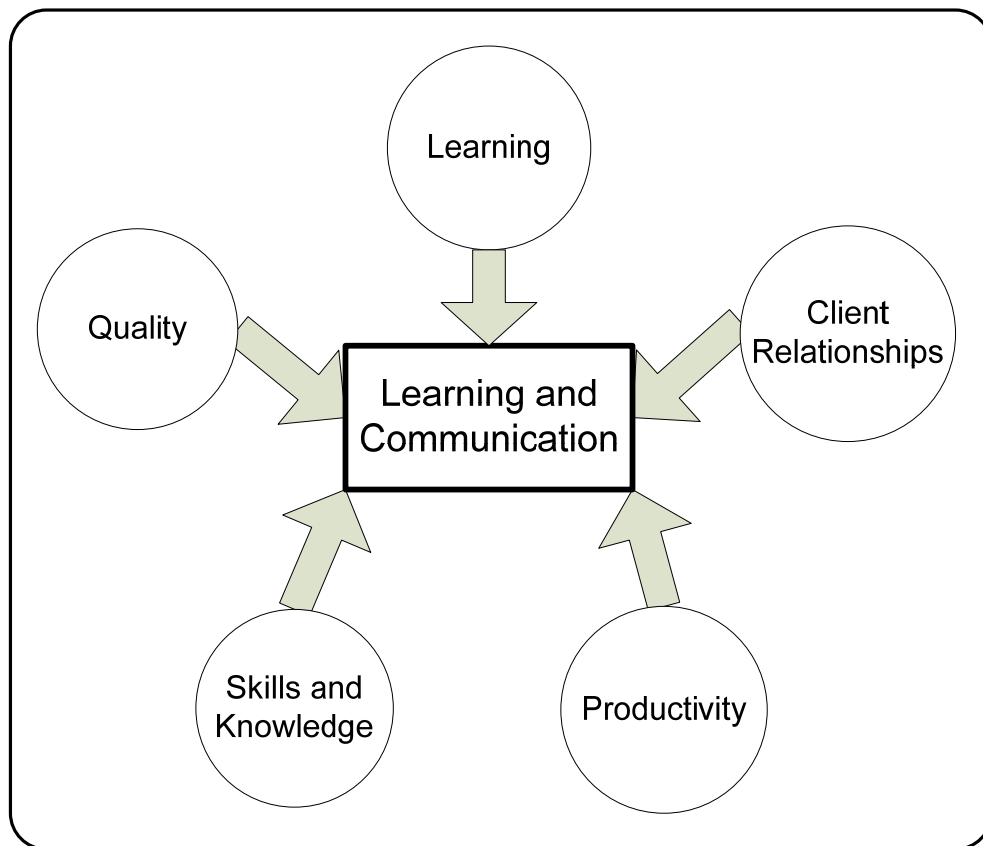 Learning
Quality
Client
Relationships
Learning and
Communication
Skills and
Knowledge
Productivity